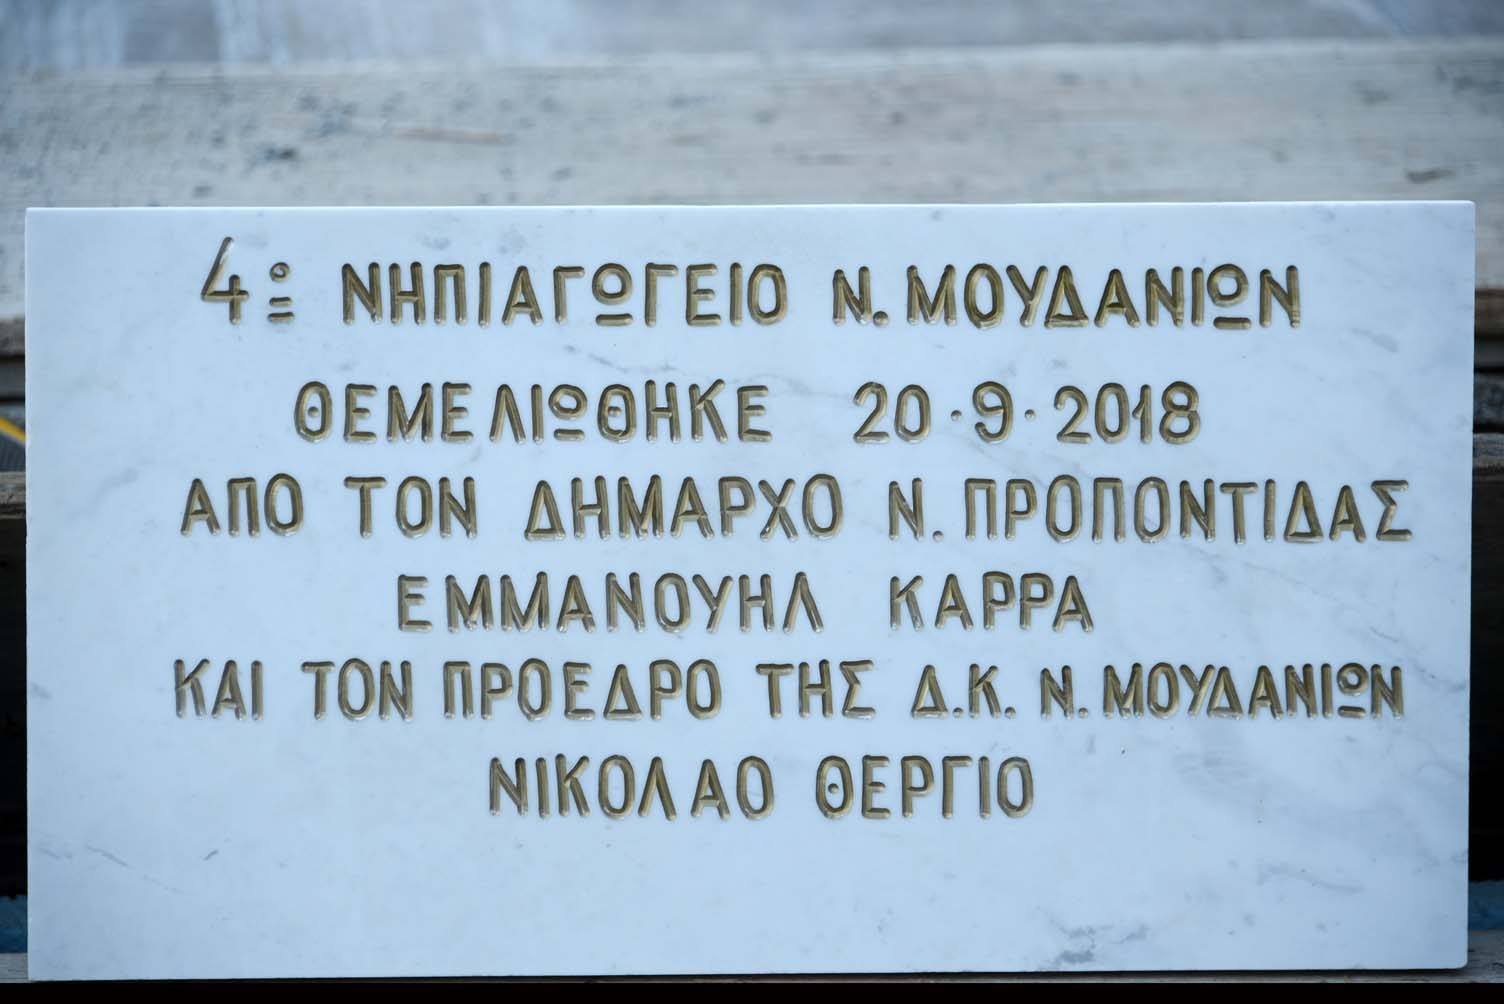 4ο ΝΗΠΙΑΓΩΓΕΙΟ Ν. ΜΟΥΔΑΝΙΩΝ
ΘΕΜΕΛΙΩΘΗΚΕ 20·9·2018
ΑΠΟ ΤΟΝ ΔΗΜΑΡΧΟ Ν. ΠΡΟΠΟΝΤΙΔΑΣ
ΕΜΜΑΝΟΥΗΛ ΚΑΡΡΑ
ΚΑΙ ΤΟΝ ΠΡΟΕΔΡΟ ΤΗΣ Δ.Κ. Ν. ΜΟΥΔΑΝΙΩΝ
ΝΙΚΟΛΑΟ ΘΕΡΓΙΟ